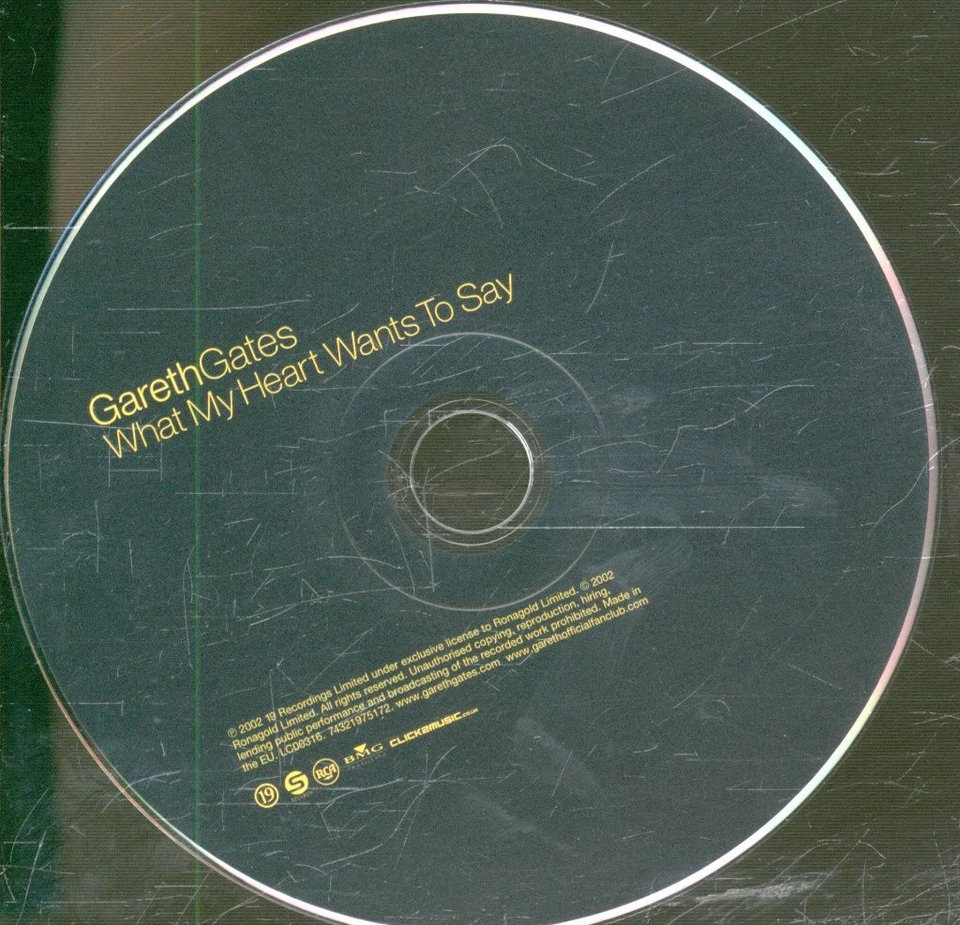 GarethGates
What My Heart Wants To Say
℗ 2002 19 Recordings Limited under exclusive license to Ronagold Limited. © 2002
Ronagold Limited. All rights reserved. Unauthorised copying, reproduction, hiring,
lending public performance and broadcasting of the recorded work prohibited. Made in
the EU. LC00316. 74321975172. www.garethgates.com www.garethofficialfanclub.com
19 S RCA BMG CLICK2MUSIC.CO.UK